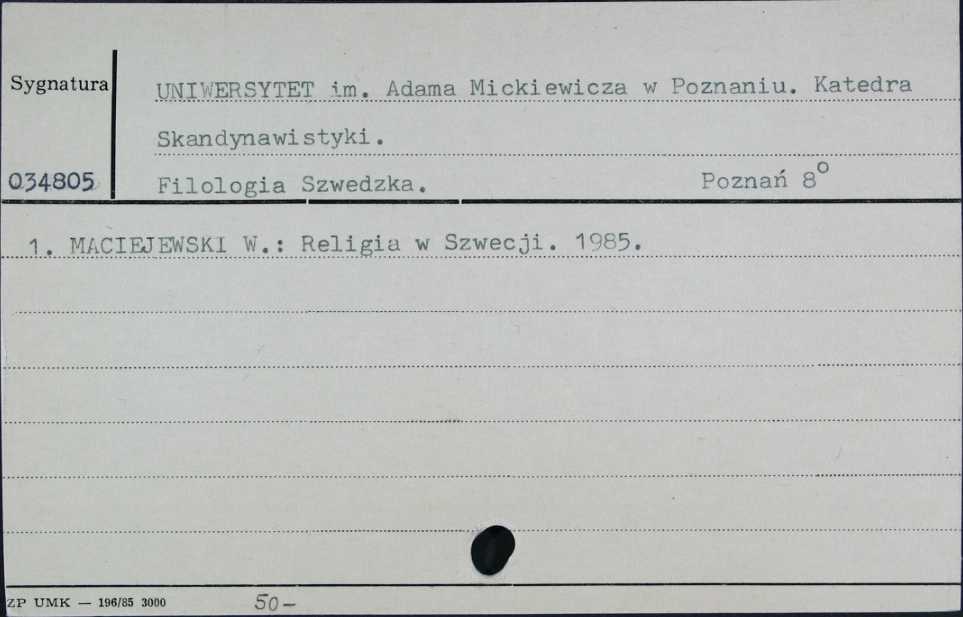 Sygnatura
UNIWERSYTET im. Adama Mickiewicza w Poznaniu. Katedra
Skandynawistyki.
034805
Filologia Szwedzka. Poznań 8°
1. MACIEJEWSKI W.: Religia w Szwecji. 1985.
ZP UMK — 196/85 3000 50-